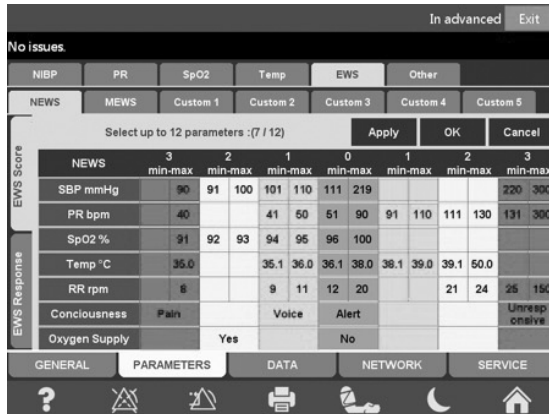 In advanced Exit
No issues.
NIBP PR SpO2 Temp EWS Other
NEWS MEWS Custom 1 Custom 2 Custom 3 Custom 4 Custom 5
EWS Score
EWS Response
Select up to 12 parameters :(7 / 12) Apply OK Cancel
NEWS 3 2 1 0 1 2 3
min-max min-max min-max min-max min-max min-max min-max
SBP mmHg 90 91 100 101 110 111 219 220 300
PR bpm 40 41 50 51 90 91 110 111 130 131 300
SpO2 % 91 92 93 94 95 96 100
Temp °C 35.0 35.1 36.0 36.1 38.0 38.1 39.0 39.1 50.0
RR rpm 8 9 11 12 20 21 24 25 150
Conciousness Pain Voice Alert Unresp
onsive
Oxygen Supply Yes No
GENERAL PARAMETERS DATA NETWORK SERVICE
?